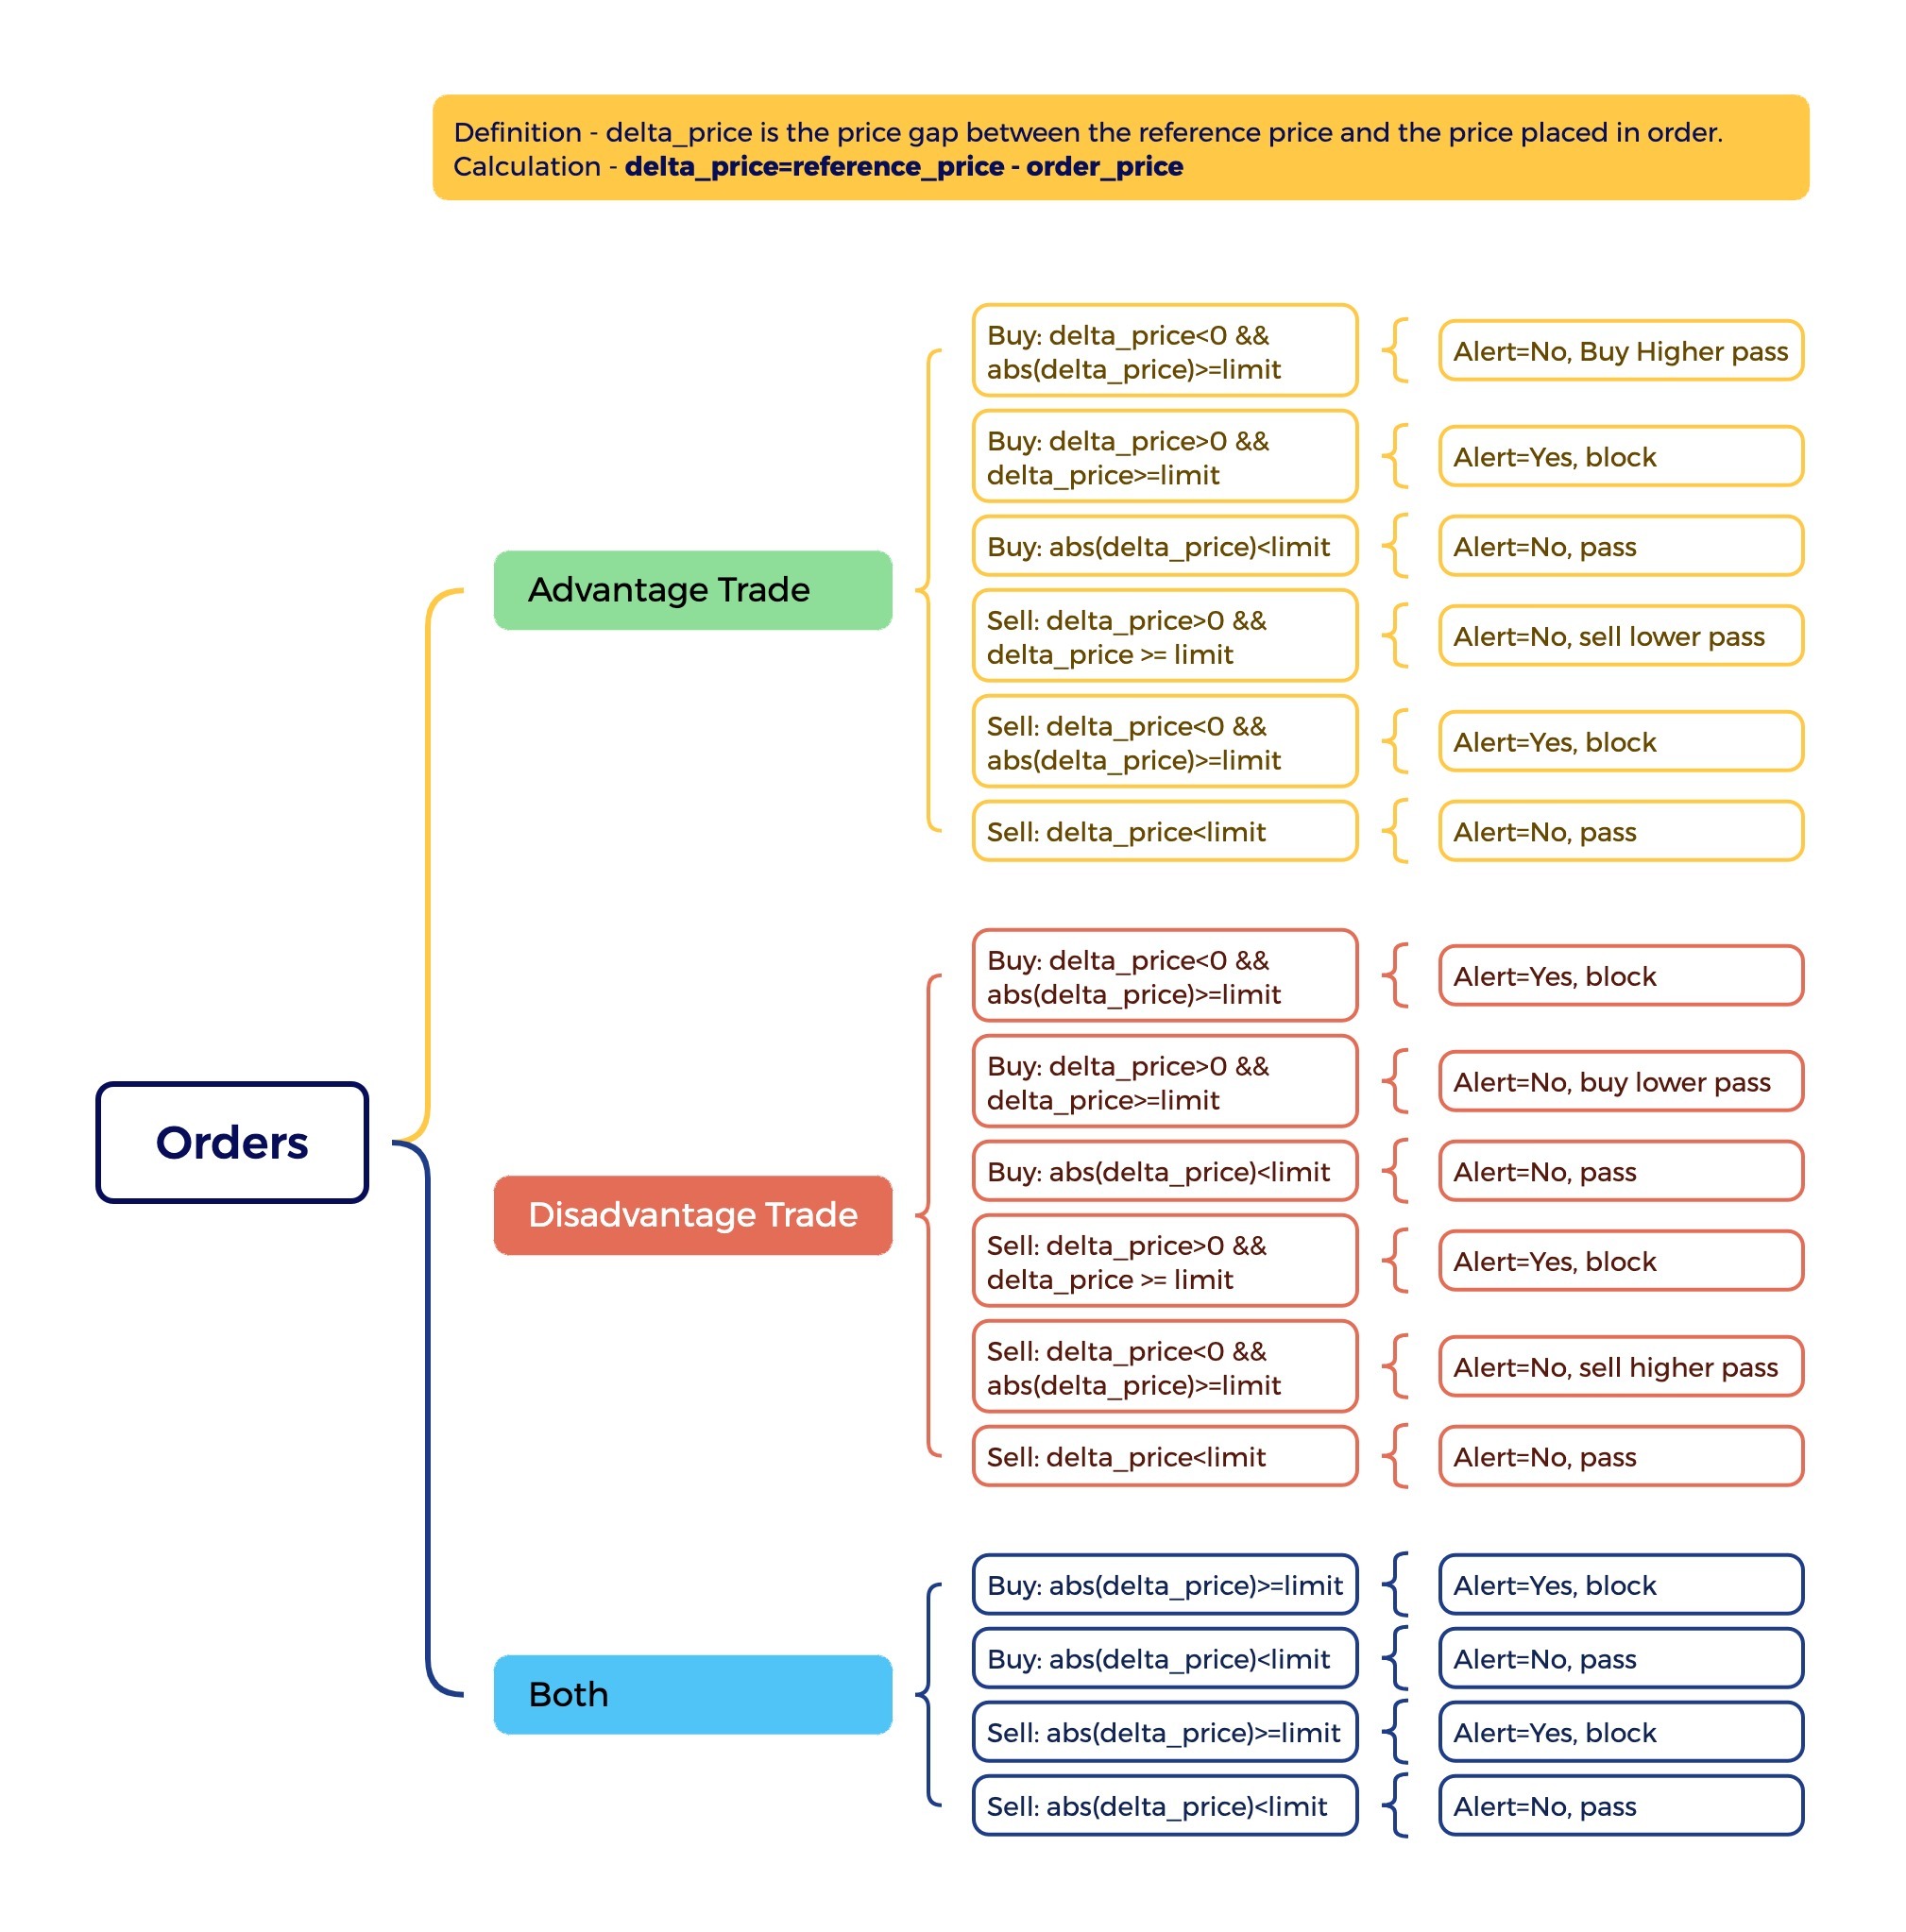 Definition - delta_price is the price gap between the reference price and the price placed in order.
Calculation - delta_price=reference_price - order_price
Orders
Advantage Trade
Buy: delta_price<0 &&
abs(delta_price)>=limit
Alert=No, Buy Higher pass
Buy: delta_price>0 &&
delta_price>=limit
Alert=Yes, block
Buy: abs(delta_price)<limit
Alert=No, pass
Sell: delta_price>0 &&
delta_price >= limit
Alert=No, sell lower pass
Sell: delta_price<0 &&
abs(delta_price)>=limit
Alert=Yes, block
Sell: delta_price<limit
Alert=No, pass
Disadvantage Trade
Buy: delta_price<0 &&
abs(delta_price)>=limit
Alert=Yes, block
Buy: delta_price>0 &&
delta_price>=limit
Alert=No, buy lower pass
Buy: abs(delta_price)<limit
Alert=No, pass
Sell: delta_price>0 &&
delta_price >= limit
Alert=Yes, block
Sell: delta_price<0 &&
abs(delta_price)>=limit
Alert=No, sell higher pass
Sell: delta_price<limit
Alert=No, pass
Both
Buy: abs(delta_price)>=limit
Alert=Yes, block
Buy: abs(delta_price)<limit
Alert=No, pass
Sell: abs(delta_price)>=limit
Alert=Yes, block
Sell: abs(delta_price)<limit
Alert=No, pass